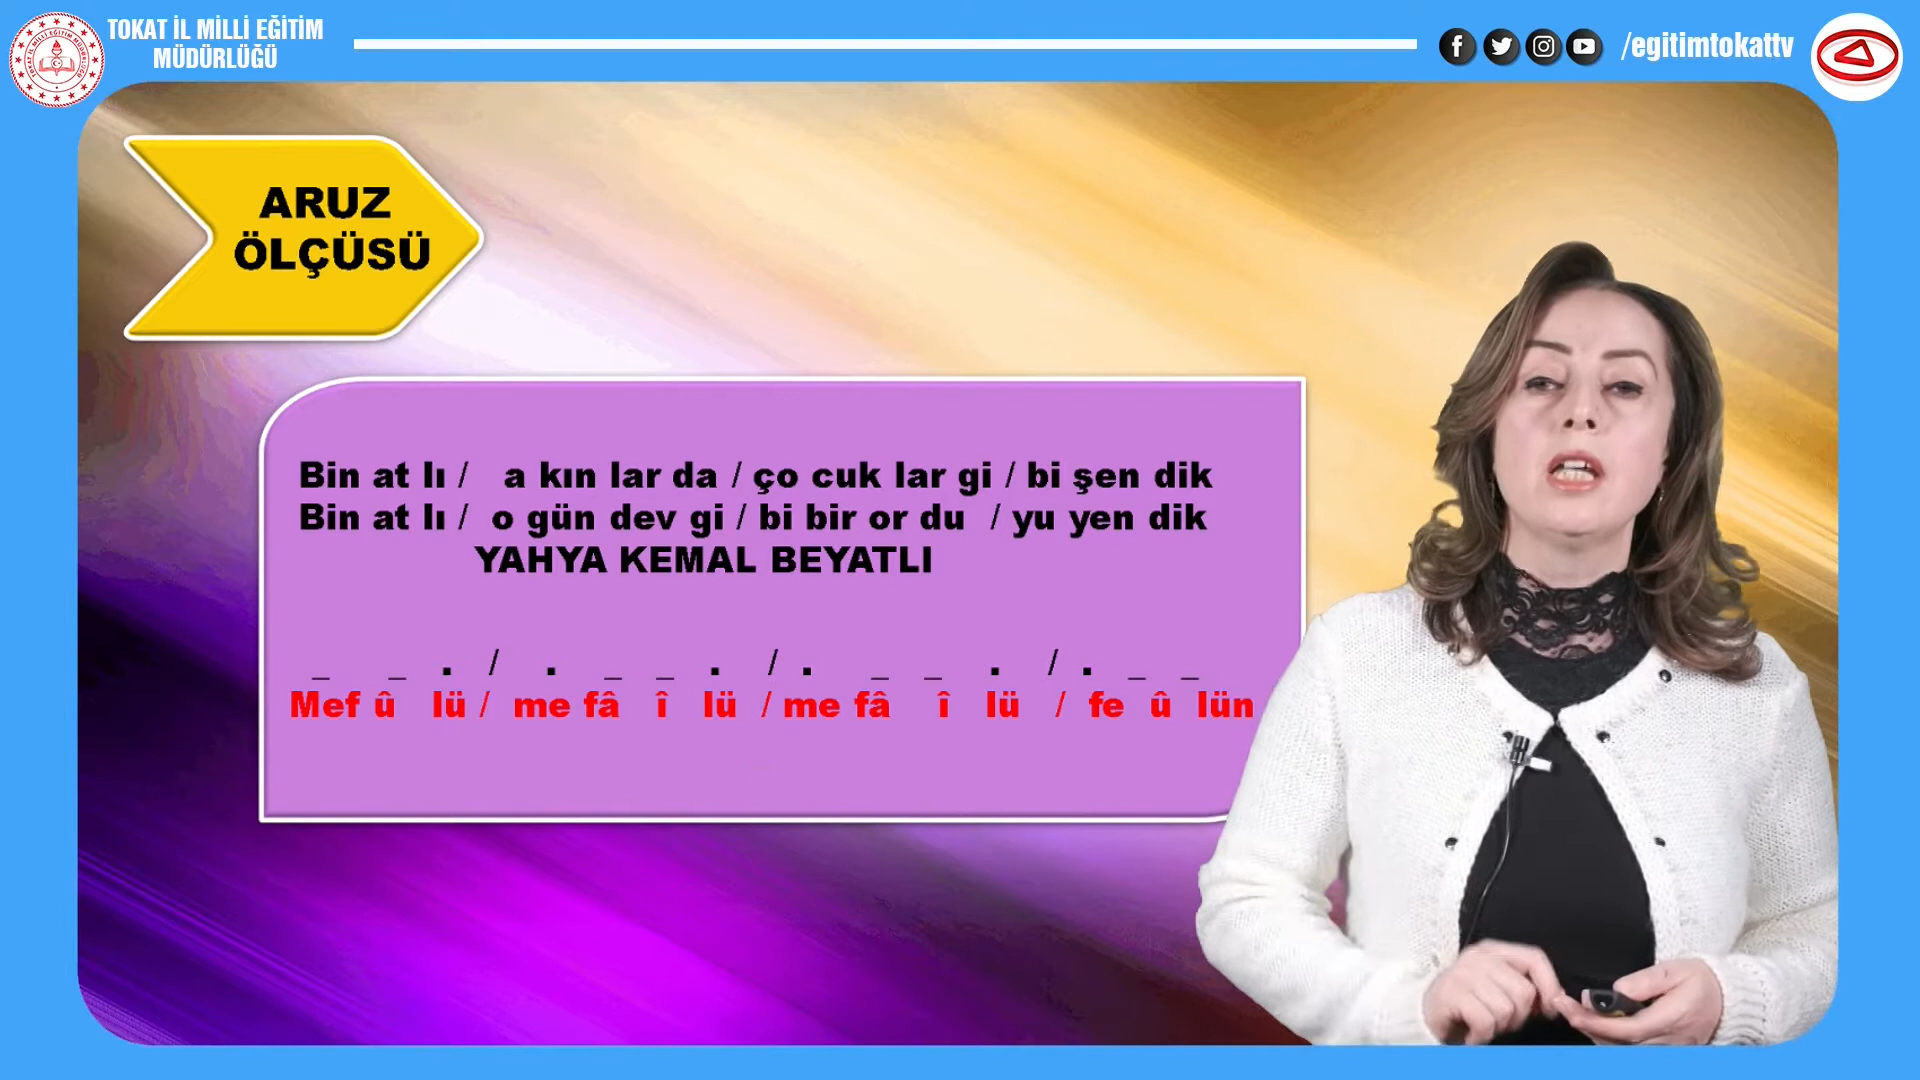 TOKAT İL MİLLİ EĞİTİM
MÜDÜRLÜĞÜ
/egitimtokattv
ARUZ
ÖLÇÜSÜ
Bin at lı / a kın lar da / ço cuk lar gi / bi şen dik
Bin at lı / o gün dev gi / bi bir or du / yu yen dik
YAHYA KEMAL BEYATLI
_ _ . / . _ _ . / . _ _ . / . _ _
Mef û lü / me fâ î lü / me fâ î lü / fe û lün